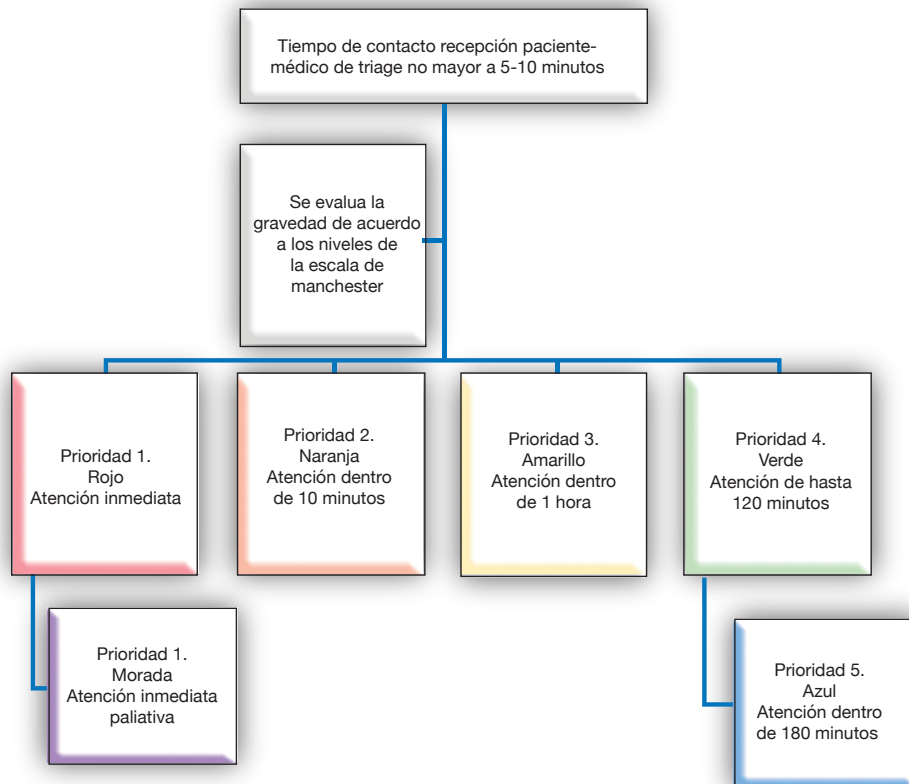 Tiempo de contacto recepción paciente-
médico de triage no mayor a 5-10 minutos
Se evalua la
gravedad de acuerdo
a los niveles de
la escala de
manchester
Prioridad 1.
Rojo
Atención inmediata
Prioridad 2.
Naranja
Atención dentro
de 10 minutos
Prioridad 3.
Amarillo
Atención dentro
de 1 hora
Prioridad 4.
Verde
Atención de hasta
120 minutos
Prioridad 1.
Morada
Atención inmediata
paliativa
Prioridad 5.
Azul
Atención dentro
de 180 minutos